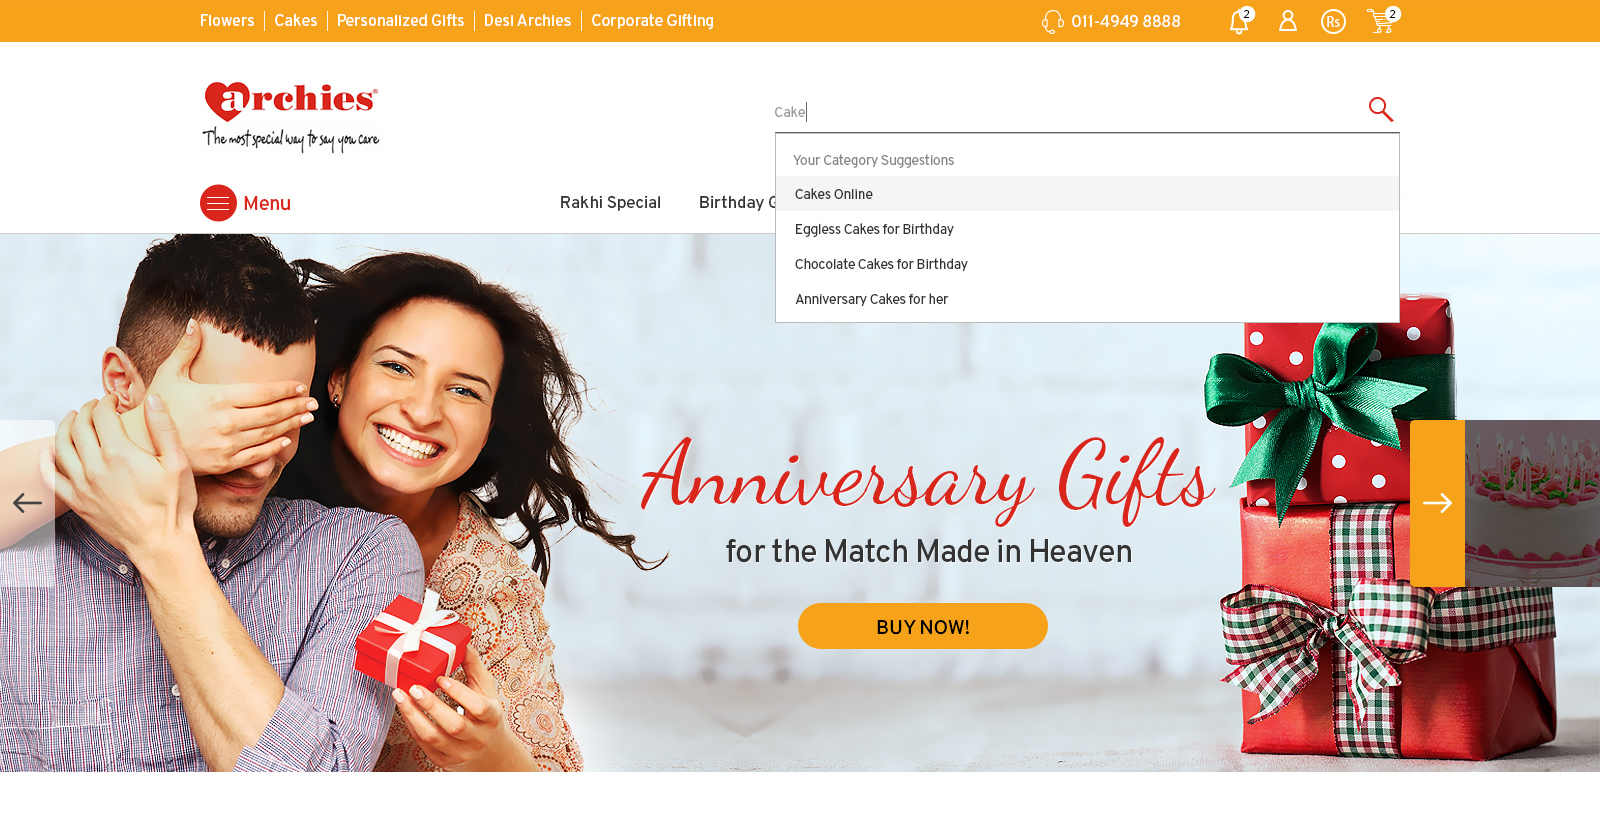 Flowers | Cakes | Personalized Gifts | Desi Archies | Corporate Gifting
011-4949 8888
2
Rs
2
archies®
The most special way to say you care
Cake
Your Category Suggestions
Cakes Online
Eggless Cakes for Birthday
Chocolate Cakes for Birthday
Anniversary Cakes for her
Menu
Rakhi Special
Birthday G
Anniversary Gifts
for the Match Made in Heaven
BUY NOW!